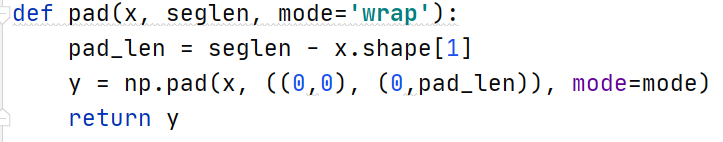 def pad(x, seglen, mode='wrap'):
    pad_len = seglen - x.shape[1]
    y = np.pad(x, ((0,0), (0,pad_len)), mode=mode)
    return y